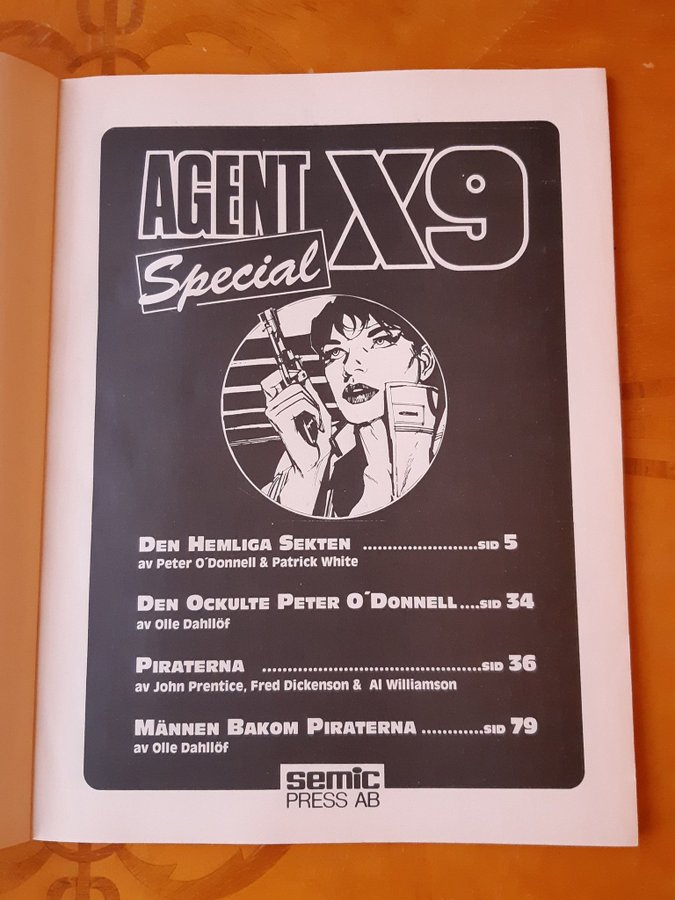 AGENT X9
Special
DEN HEMLIGA SEKTEN ........................SID 5
av Peter O´Donnell & Patrick White
DEN OCKULTE PETER O´DONNELL....SID 34
av Olle Dahllöf
PIRATERNA .............................................SID 36
av John Prentice, Fred Dickenson & Al Williamson
MÄNNEN BAKOM PIRATERNA .............SID 79
av Olle Dahllöf
semic
PRESS AB